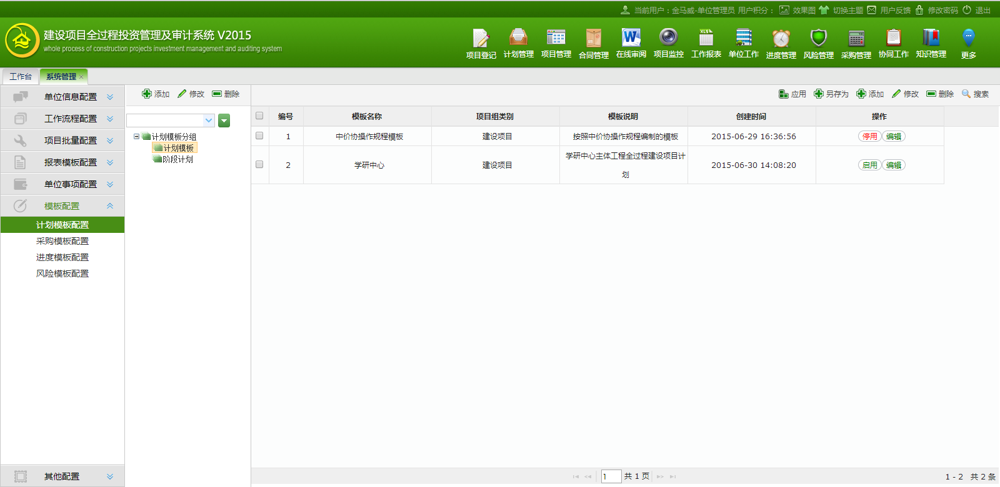 当前用户：金马威-单位管理员 用户积分： 效果图 切换主题 用户反馈 修改密码 退出
建设项目全过程投资管理及审计系统 V2015
whole process of construction projects investment management and auditing system
项目登记 计划管理 项目管理 合同管理 在线审阅 项目监控 工作报表 单位工作 进度管理 风险管理 采购管理 协同工作 知识管理 更多
工作台 系统管理 ×
单位信息配置
工作流程配置
项目批量配置
报表模板配置
单位事项配置
模板配置
计划模板配置
采购模板配置
进度模板配置
风险模板配置
其他配置
添加 修改 删除
计划模板分组
计划模板
阶段计划
应用 另存为 添加 修改 删除 搜索
编号 模板名称 项目组类别 模板说明 创建时间 操作
1 中价协操作规程模板 建设项目 按照中价协操作规程编制的模板 2015-06-29 16:36:56 停用 编辑
2 学研中心 建设项目 学研中心主体工程全过程建设项目计
划 2015-06-30 14:08:20 启用 编辑
1 共 1 页
1 - 2 共 2 条